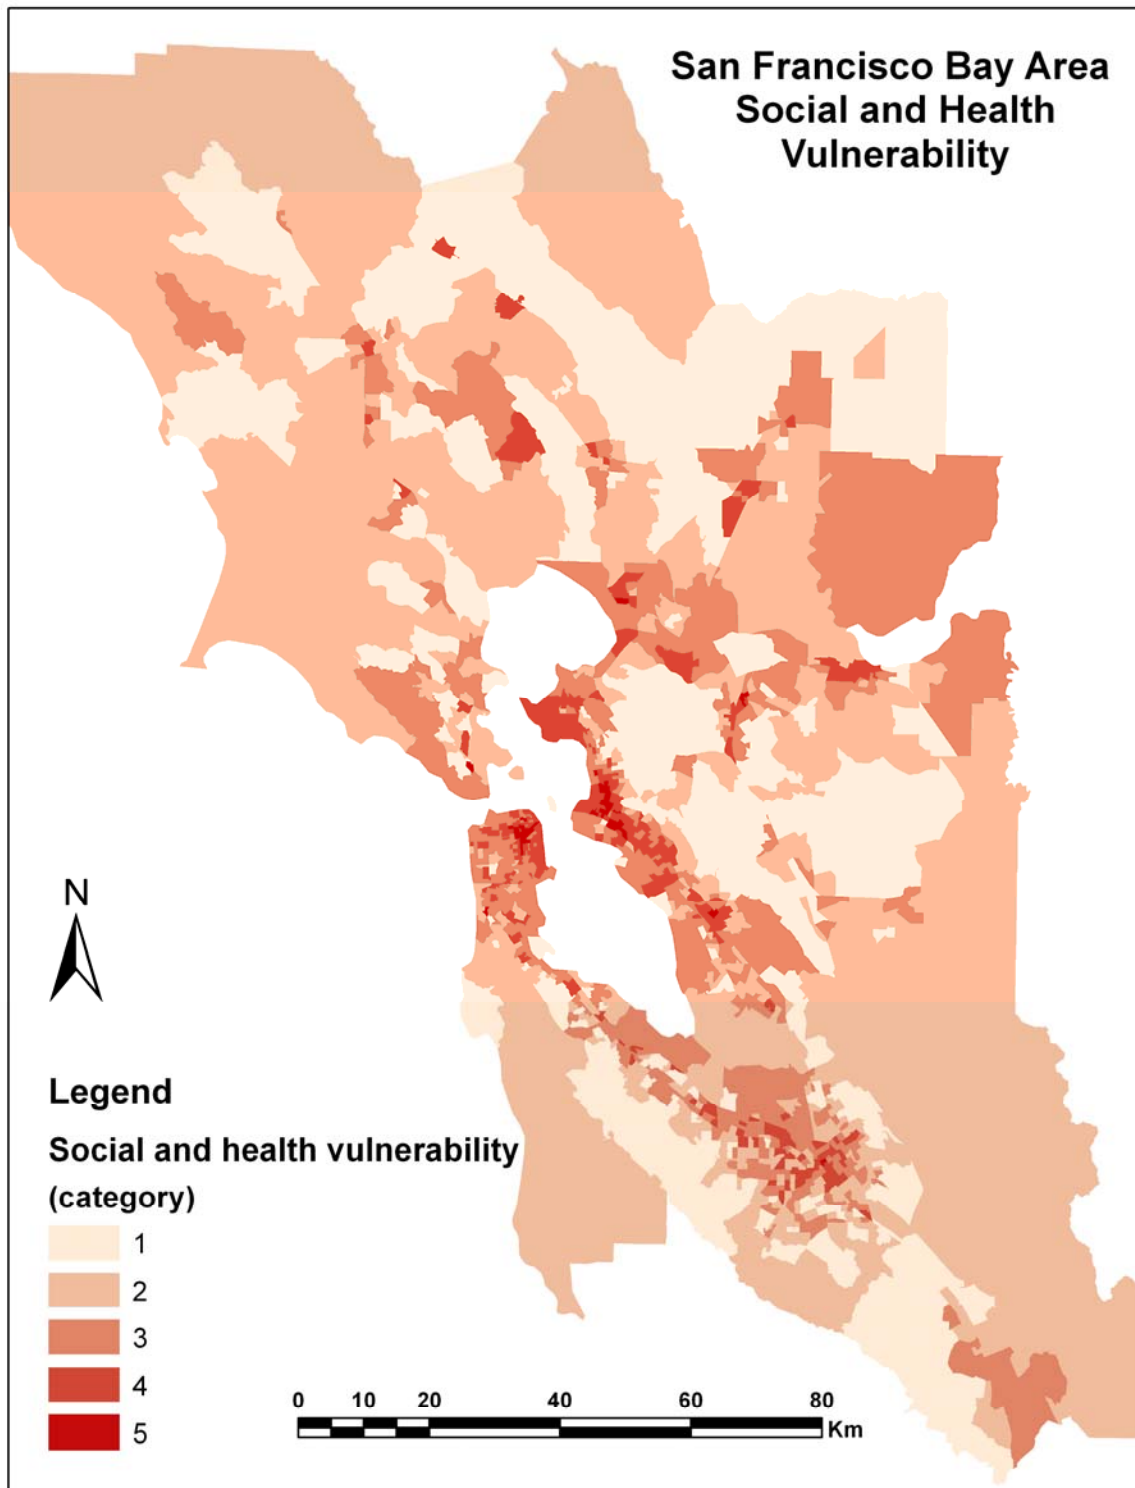 San Francisco Bay Area
Social and Health
Vulnerability
N
Legend
Social and health vulnerability
(category)
1
2
3
4
5
0 10 20 40 60 80
Km